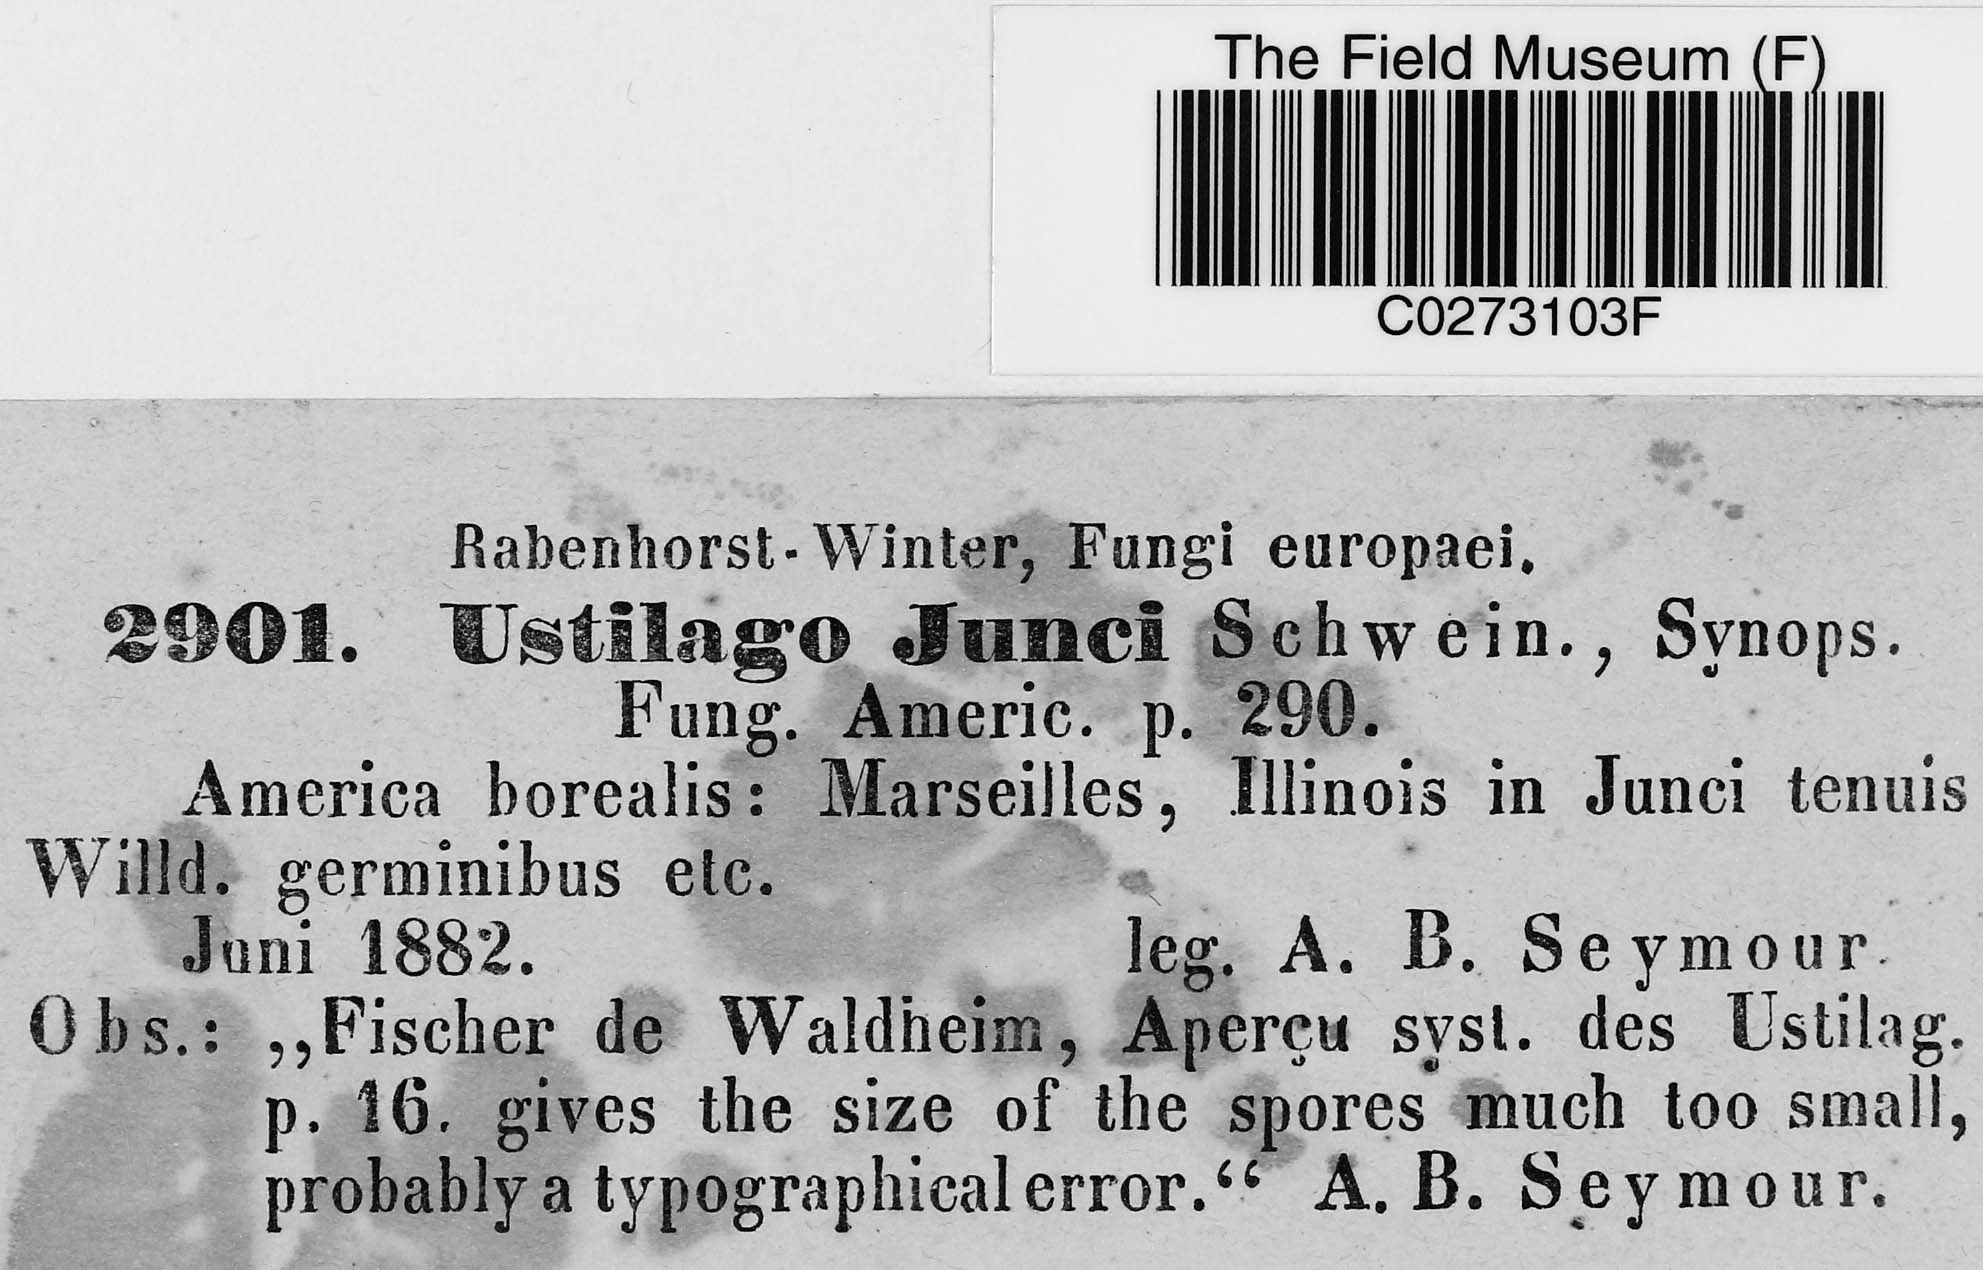 The Field Museum (F)
C0273103F
Rabenhorst-Winter, Fungi europaei.
2901. Ustilago Junci Schwein., Synops.
Fung. Americ. p. 290.
America borealis: Marseilles, Illinois in Junci tenuis
Willd. germinibus etc.
Juni 1882. leg. A. B. Seymour.
Obs.: „Fischer de Waldheim, Aperçu syst. des Ustilag.
p. 16. gives the size of the spores much too small,
probably a typographical error.“ A. B. Seymour.